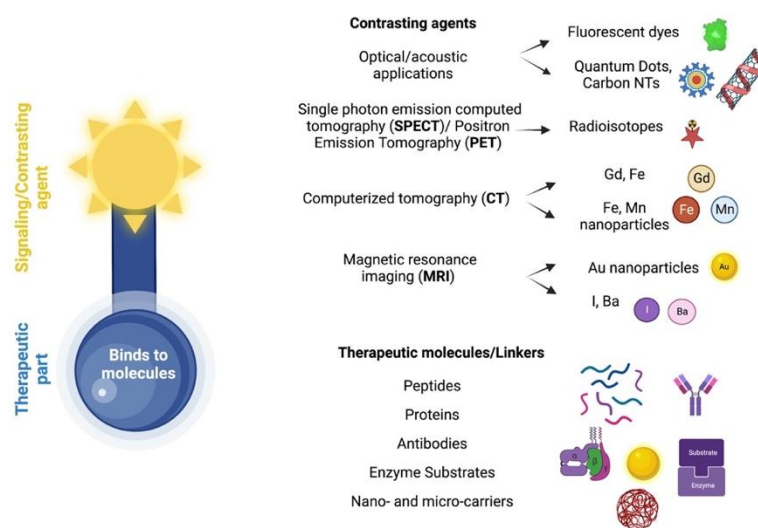 Signaling/Contrasting
agent
Therapeutic
part
Binds to
molecules
Contrasting agents
Optical/acoustic
applications
Fluorescent dyes
Quantum Dots,
Carbon NTs
Single photon emission computed
tomography (SPECT)/ Positron
Emission Tomography (PET)
Radioisotopes
Computerized tomography (CT)
Gd, Fe
Gd
Fe, Mn
nanoparticles
Fe
Mn
Magnetic resonance
imaging (MRI)
Au nanoparticles
Au
I, Ba
I
Ba
Therapeutic molecules/Linkers
Peptides
Proteins
Antibodies
Enzyme Substrates
Nano- and micro-carriers
α
β
γ
Substrate
Enzyme